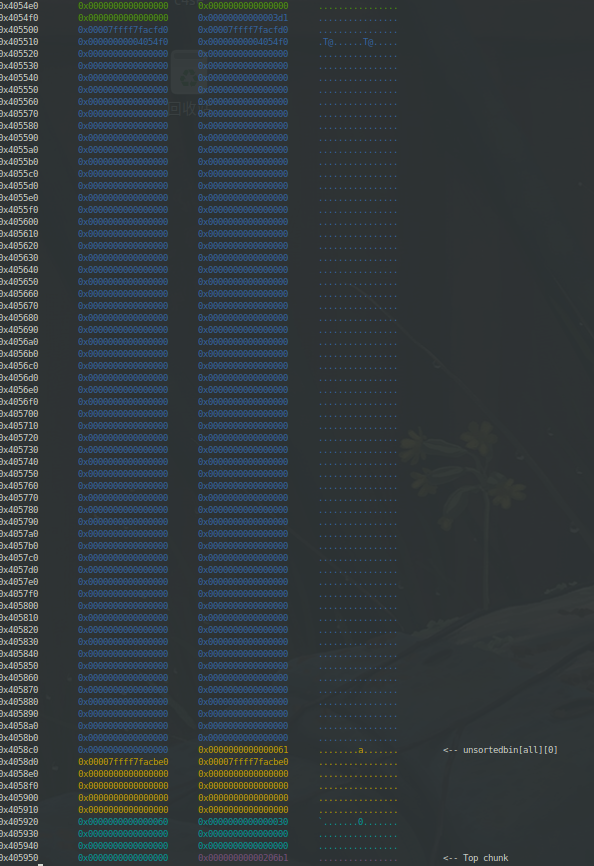 0x4054e0 0x0000000000000000 0x0000000000000000 ................
0x4054f0 0x0000000000000000 0x00000000000003d1 ................
0x405500 0x00007ffff7facfd0 0x00007ffff7facfd0 ................
0x405510 0x00000000004054f0 0x00000000004054f0 .T@......T@.....
0x405520 0x0000000000000000 0x0000000000000000 ................
0x405530 0x0000000000000000 0x0000000000000000 ................
0x405540 0x0000000000000000 0x0000000000000000 ................
0x405550 0x0000000000000000 0x0000000000000000 ................
0x405560 0x0000000000000000 0x0000000000000000 ................
0x405570 0x0000000000000000 0x0000000000000000 ................
0x405580 0x0000000000000000 0x0000000000000000 ................
0x405590 0x0000000000000000 0x0000000000000000 ................
0x4055a0 0x0000000000000000 0x0000000000000000 ................
0x4055b0 0x0000000000000000 0x0000000000000000 ................
0x4055c0 0x0000000000000000 0x0000000000000000 ................
0x4055d0 0x0000000000000000 0x0000000000000000 ................
0x4055e0 0x0000000000000000 0x0000000000000000 ................
0x4055f0 0x0000000000000000 0x0000000000000000 ................
0x405600 0x0000000000000000 0x0000000000000000 ................
0x405610 0x0000000000000000 0x0000000000000000 ................
0x405620 0x0000000000000000 0x0000000000000000 ................
0x405630 0x0000000000000000 0x0000000000000000 ................
0x405640 0x0000000000000000 0x0000000000000000 ................
0x405650 0x0000000000000000 0x0000000000000000 ................
0x405660 0x0000000000000000 0x0000000000000000 ................
0x405670 0x0000000000000000 0x0000000000000000 ................
0x405680 0x0000000000000000 0x0000000000000000 ................
0x405690 0x0000000000000000 0x0000000000000000 ................
0x4056a0 0x0000000000000000 0x0000000000000000 ................
0x4056b0 0x0000000000000000 0x0000000000000000 ................
0x4056c0 0x0000000000000000 0x0000000000000000 ................
0x4056d0 0x0000000000000000 0x0000000000000000 ................
0x4056e0 0x0000000000000000 0x0000000000000000 ................
0x4056f0 0x0000000000000000 0x0000000000000000 ................
0x405700 0x0000000000000000 0x0000000000000000 ................
0x405710 0x0000000000000000 0x0000000000000000 ................
0x405720 0x0000000000000000 0x0000000000000000 ................
0x405730 0x0000000000000000 0x0000000000000000 ................
0x405740 0x0000000000000000 0x0000000000000000 ................
0x405750 0x0000000000000000 0x0000000000000000 ................
0x405760 0x0000000000000000 0x0000000000000000 ................
0x405770 0x0000000000000000 0x0000000000000000 ................
0x405780 0x0000000000000000 0x0000000000000000 ................
0x405790 0x0000000000000000 0x0000000000000000 ................
0x4057a0 0x0000000000000000 0x0000000000000000 ................
0x4057b0 0x0000000000000000 0x0000000000000000 ................
0x4057c0 0x0000000000000000 0x0000000000000000 ................
0x4057d0 0x0000000000000000 0x0000000000000000 ................
0x4057e0 0x0000000000000000 0x0000000000000000 ................
0x4057f0 0x0000000000000000 0x0000000000000000 ................
0x405800 0x0000000000000000 0x0000000000000000 ................
0x405810 0x0000000000000000 0x0000000000000000 ................
0x405820 0x0000000000000000 0x0000000000000000 ................
0x405830 0x0000000000000000 0x0000000000000000 ................
0x405840 0x0000000000000000 0x0000000000000000 ................
0x405850 0x0000000000000000 0x0000000000000000 ................
0x405860 0x0000000000000000 0x0000000000000000 ................
0x405870 0x0000000000000000 0x0000000000000000 ................
0x405880 0x0000000000000000 0x0000000000000000 ................
0x405890 0x0000000000000000 0x0000000000000000 ................
0x4058a0 0x0000000000000000 0x0000000000000000 ................
0x4058b0 0x0000000000000000 0x0000000000000000 ................
0x4058c0 0x0000000000000000 0x0000000000000061 ........a....... <-- unsortedbin[all][0]
0x4058d0 0x00007ffff7facbe0 0x00007ffff7facbe0 ................
0x4058e0 0x0000000000000000 0x0000000000000000 ................
0x4058f0 0x0000000000000000 0x0000000000000000 ................
0x405900 0x0000000000000000 0x0000000000000000 ................
0x405910 0x0000000000000000 0x0000000000000000 ................
0x405920 0x0000000000000060 0x0000000000000030 `.......0.......
0x405930 0x0000000000000000 0x0000000000000000 ................
0x405940 0x0000000000000000 0x0000000000000000 ................
0x405950 0x0000000000000000 0x00000000000206b1 ................ <-- Top chunk